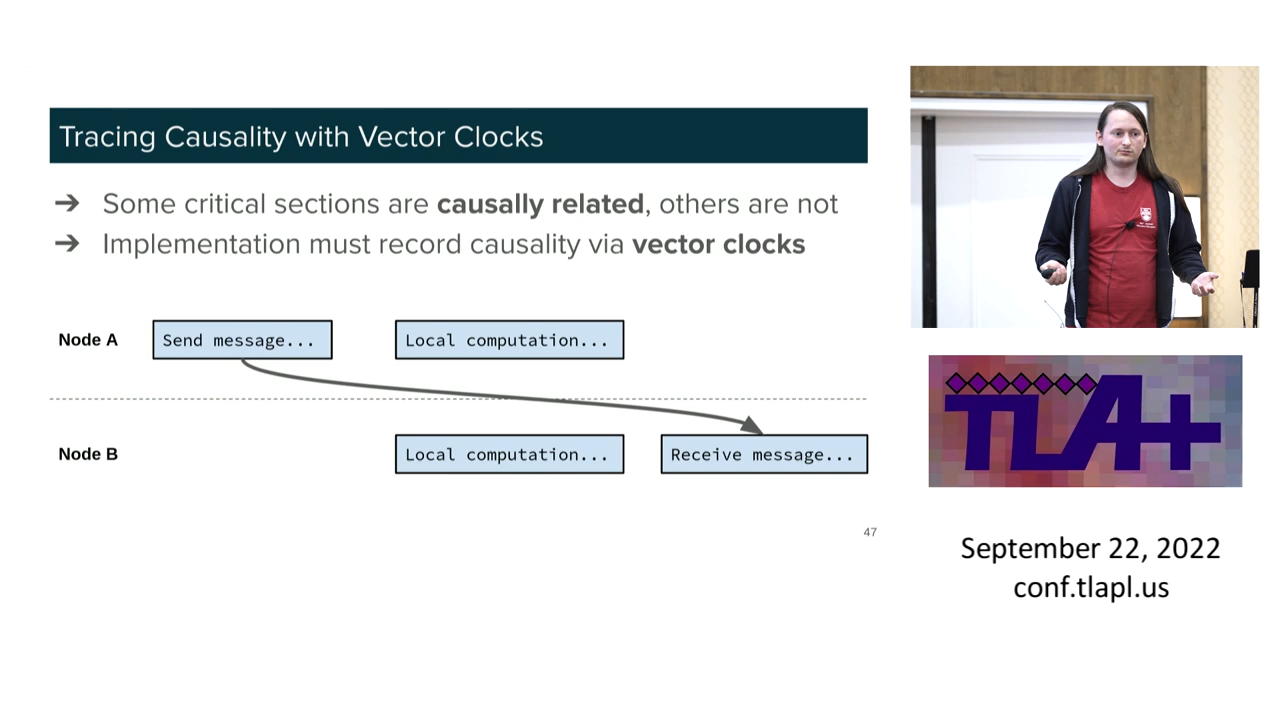 Tracing Causality with Vector Clocks
➔ Some critical sections are causally related, others are not
➔ Implementation must record causality via vector clocks
Node A
Send message...
Local computation...
Node B
Local computation...
Receive message...
47
TLA+
September 22, 2022
conf.tlapl.us